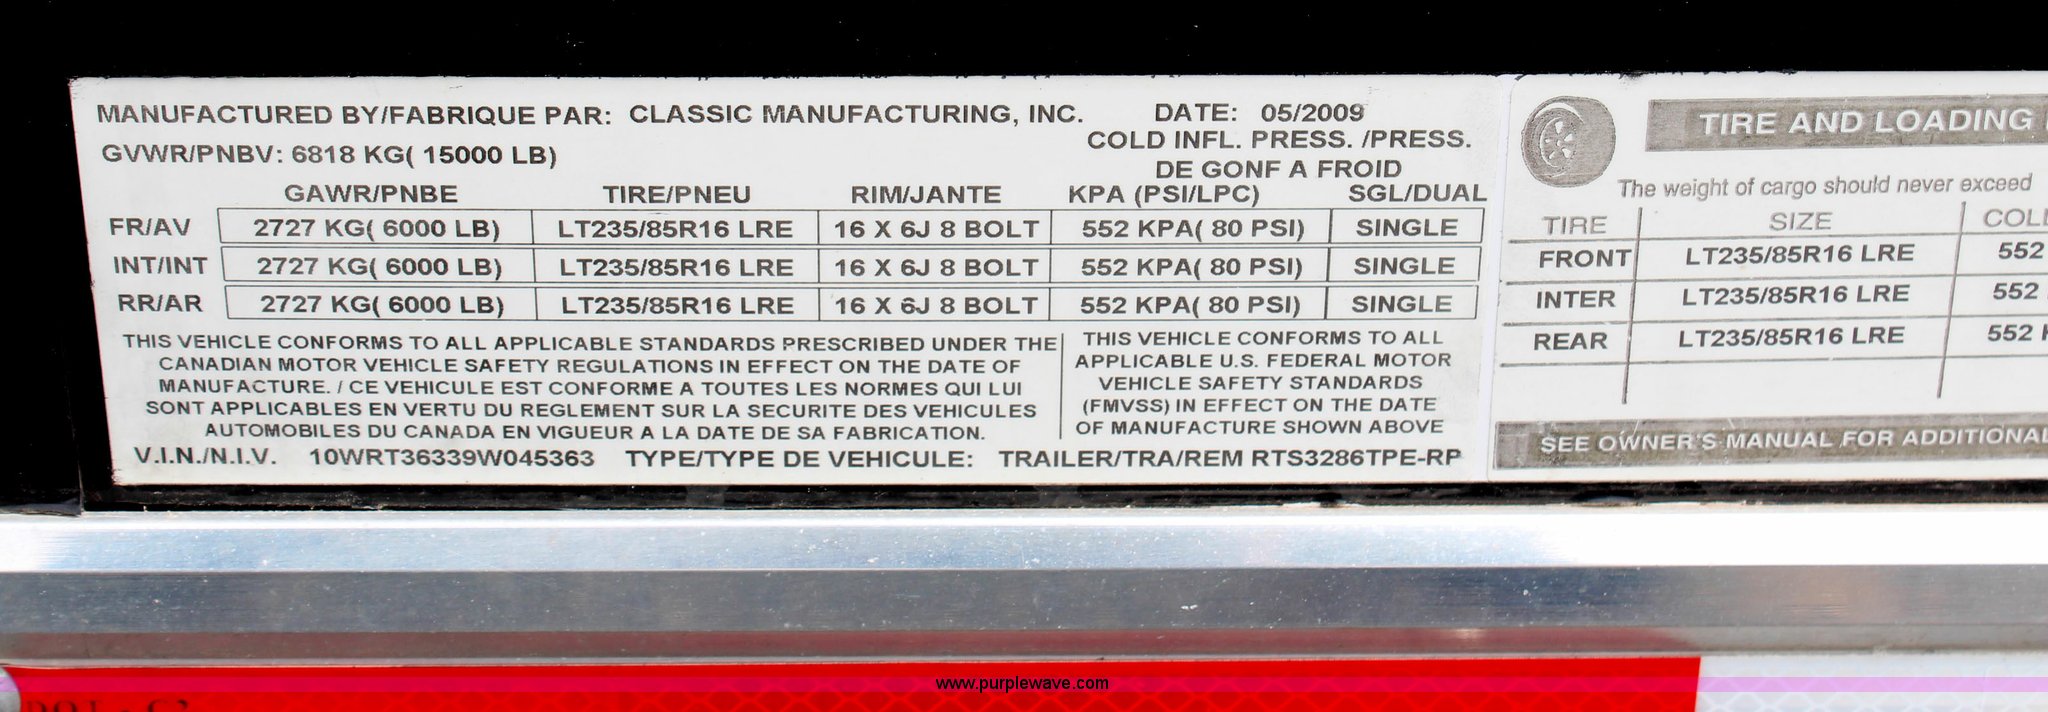 MANUFACTURED BY/FABRIQUE PAR: CLASSIC MANUFACTURING, INC. DATE: 05/2009
GVWR/PNBV: 6818 KG( 15000 LB) COLD INFL. PRESS. /PRESS.
DE GONF A FROID
GAWR/PNBE TIRE/PNEU RIM/JANTE KPA (PSI/LPC) SGL/DUAL
FR/AV 2727 KG( 6000 LB) LT235/85R16 LRE 16 X 6J 8 BOLT 552 KPA( 80 PSI) SINGLE
INT/INT 2727 KG( 6000 LB) LT235/85R16 LRE 16 X 6J 8 BOLT 552 KPA( 80 PSI) SINGLE
RR/AR 2727 KG( 6000 LB) LT235/85R16 LRE 16 X 6J 8 BOLT 552 KPA( 80 PSI) SINGLE
THIS VEHICLE CONFORMS TO ALL APPLICABLE STANDARDS PRESCRIBED UNDER THE
CANADIAN MOTOR VEHICLE SAFETY REGULATIONS IN EFFECT ON THE DATE OF
MANUFACTURE. / CE VEHICULE EST CONFORME A TOUTES LES NORMES QUI LUI
SONT APPLICABLES EN VERTU DU REGLEMENT SUR LA SECURITE DES VEHICULES
AUTOMOBILES DU CANADA EN VIGUEUR A LA DATE DE SA FABRICATION.
THIS VEHICLE CONFORMS TO ALL
APPLICABLE U.S. FEDERAL MOTOR
VEHICLE SAFETY STANDARDS
(FMVSS) IN EFFECT ON THE DATE
OF MANUFACTURE SHOWN ABOVE
V.I.N./N.I.V. 10WRT36339W045363 TYPE/TYPE DE VEHICULE: TRAILER/TRA/REM RTS3286TPE-RP
TIRE AND LOADING
The weight of cargo should never exceed
TIRE SIZE COL
FRONT LT235/85R16 LRE 552
INTER LT235/85R16 LRE 552
REAR LT235/85R16 LRE 552
SEE OWNER'S MANUAL FOR ADDITIONAL
www.purplewave.com